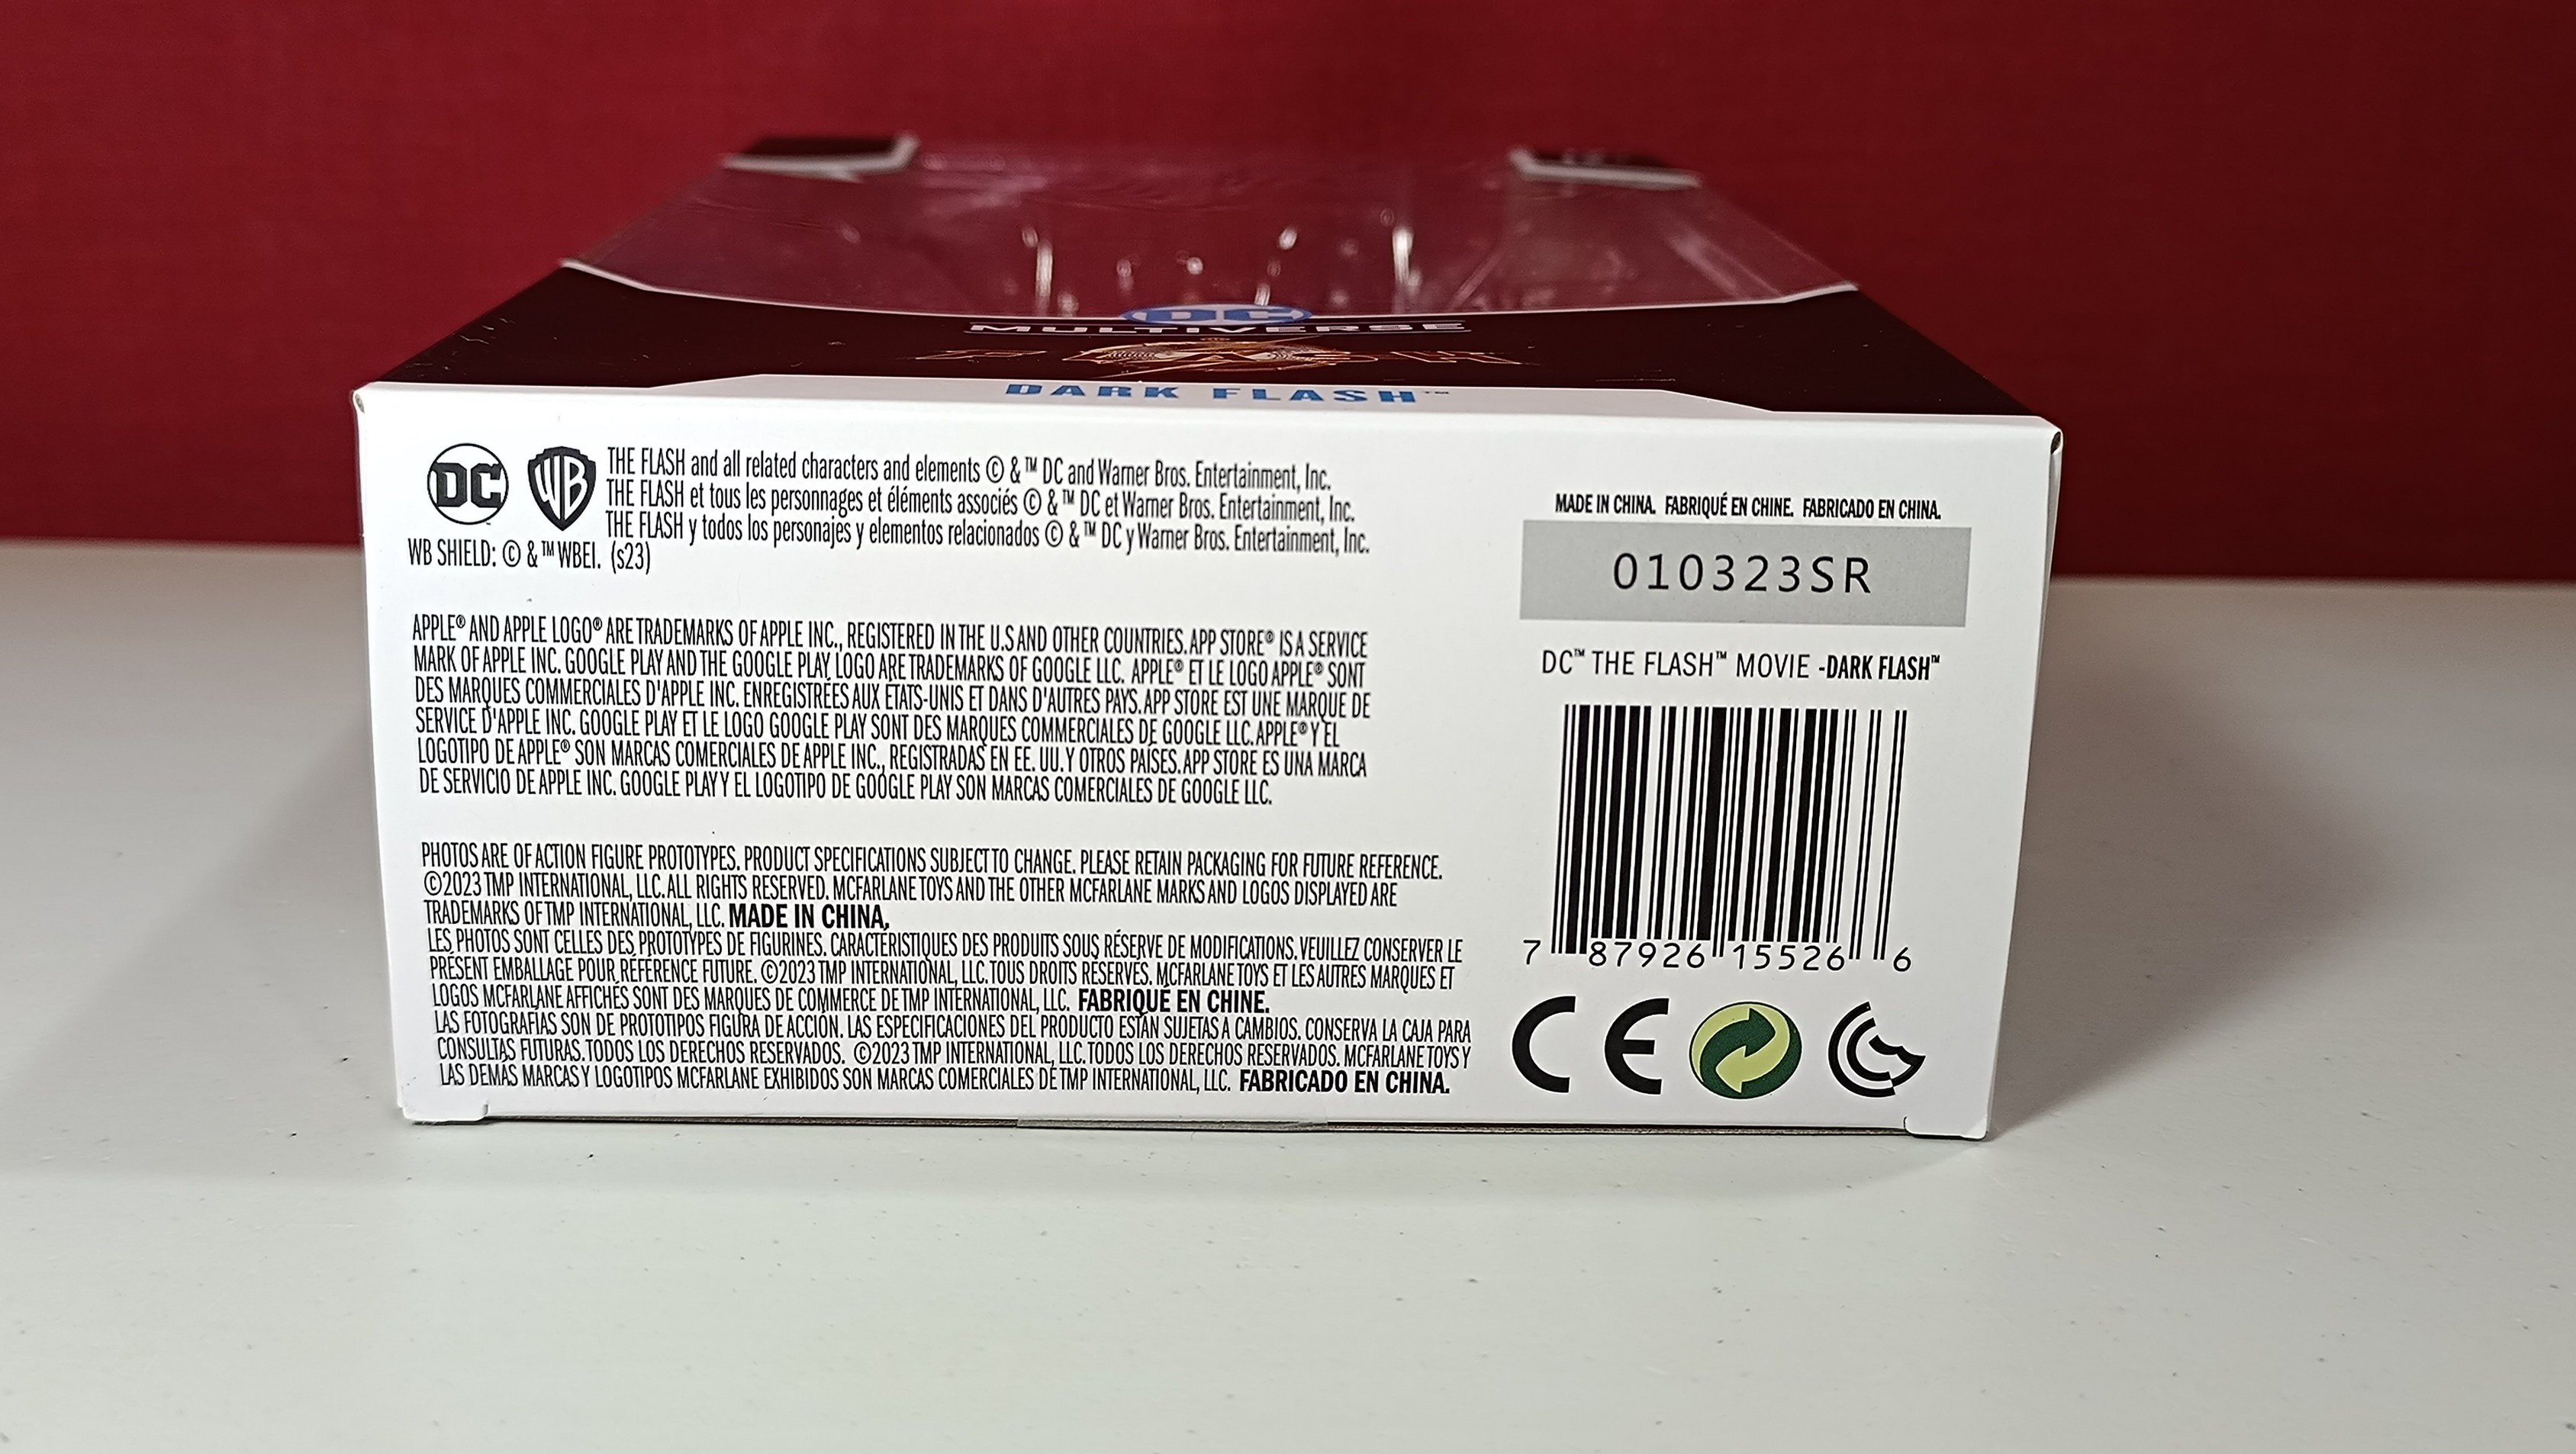 DC
MULTIVERSE
FLASH
DARK FLASH™
DC
WB
THE FLASH and all related characters and elements © & ™ DC and Warner Bros. Entertainment, Inc.
THE FLASH et tous les personnages et éléments associés © & ™ DC et Warner Bros. Entertainment, Inc.
THE FLASH y todos los personajes y elementos relacionados © & ™ DC y Warner Bros. Entertainment, Inc.
WB SHIELD: © & ™ WBEI. (s23)
APPLE® AND APPLE LOGO® ARE TRADEMARKS OF APPLE INC., REGISTERED IN THE U.S AND OTHER COUNTRIES. APP STORE® IS A SERVICE
MARK OF APPLE INC. GOOGLE PLAY AND THE GOOGLE PLAY LOGO ARE TRADEMARKS OF GOOGLE LLC. APPLE® ET LE LOGO APPLE® SONT
DES MARQUES COMMERCIALES D'APPLE INC. ENREGISTRÉES AUX ÉTATS-UNIS ET DANS D'AUTRES PAYS. APP STORE EST UNE MARQUE DE
SERVICE D'APPLE INC. GOOGLE PLAY ET LE LOGO GOOGLE PLAY SONT DES MARQUES COMMERCIALES DE GOOGLE LLC. APPLE® Y EL
LOGOTIPO DE APPLE® SON MARCAS COMERCIALES DE APPLE INC., REGISTRADAS EN EE. UU. Y OTROS PAÍSES. APP STORE ES UNA MARCA
DE SERVICIO DE APPLE INC. GOOGLE PLAY Y EL LOGOTIPO DE GOOGLE PLAY SON MARCAS COMERCIALES DE GOOGLE LLC.
PHOTOS ARE OF ACTION FIGURE PROTOTYPES. PRODUCT SPECIFICATIONS SUBJECT TO CHANGE. PLEASE RETAIN PACKAGING FOR FUTURE REFERENCE.
©2023 TMP INTERNATIONAL, LLC. ALL RIGHTS RESERVED. MCFARLANE TOYS AND THE OTHER MCFARLANE MARKS AND LOGOS DISPLAYED ARE
TRADEMARKS OF TMP INTERNATIONAL, LLC. MADE IN CHINA.
LES PHOTOS SONT CELLES DES PROTOTYPES DE FIGURINES. CARACTÉRISTIQUES DES PRODUITS SOUS RÉSERVE DE MODIFICATIONS. VEUILLEZ CONSERVER LE
PRÉSENT EMBALLAGE POUR RÉFÉRENCE FUTURE. ©2023 TMP INTERNATIONAL, LLC. TOUS DROITS RÉSERVÉS. MCFARLANE TOYS ET LES AUTRES MARQUES ET
LOGOS MCFARLANE AFFICHÉS SONT DES MARQUES DE COMMERCE DE TMP INTERNATIONAL, LLC. FABRIQUÉ EN CHINE.
LAS FOTOGRAFÍAS SON DE PROTOTIPOS FIGURA DE ACCIÓN. LAS ESPECIFICACIONES DEL PRODUCTO ESTÁN SUJETAS A CAMBIOS. CONSERVA LA CAJA PARA
CONSULTAS FUTURAS. TODOS LOS DERECHOS RESERVADOS. ©2023 TMP INTERNATIONAL, LLC. TODOS LOS DERECHOS RESERVADOS. MCFARLANE TOYS Y
LAS DEMÁS MARCAS Y LOGOTIPOS MCFARLANE EXHIBIDOS SON MARCAS COMERCIALES DE TMP INTERNATIONAL, LLC. FABRICADO EN CHINA.
MADE IN CHINA. FABRIQUÉ EN CHINE. FABRICADO EN CHINA.
010323SR
DC™ THE FLASH™ MOVIE -DARK FLASH™
7 87926 15526 6
CE